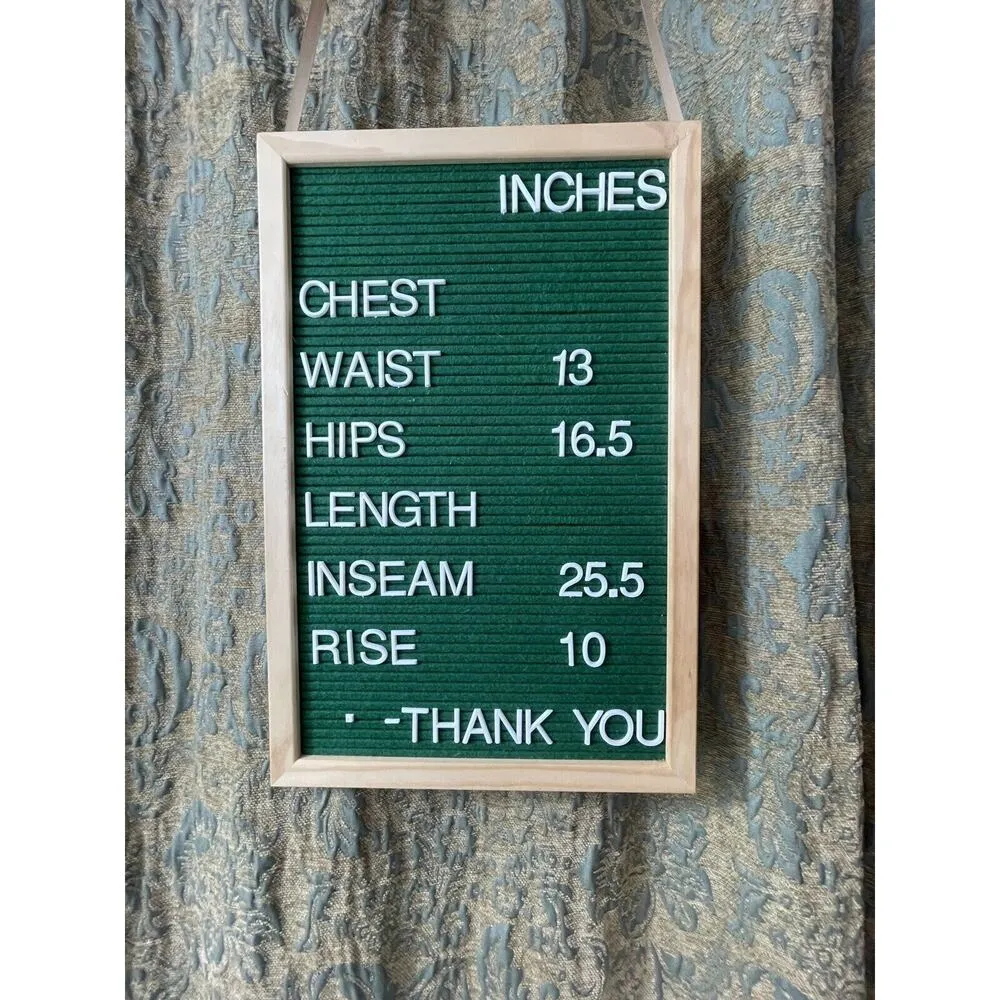 INCHES
CHEST
WAIST 13
HIPS 16.5
LENGTH
INSEAM 25.5
RISE 10
. -THANK YOU